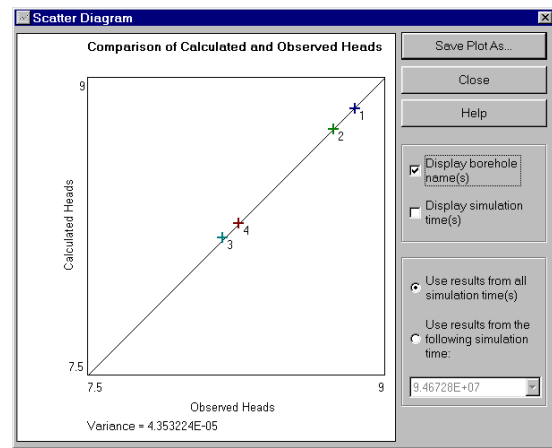 Scatter Diagram
Comparison of Calculated and Observed Heads
9
Calculated Heads
7.5
1
2
4
3
7.5
9
Observed Heads
Variance = 4.353224E-05
Save Plot As...
Close
Help
Display borehole
name(s)
Display simulation
time(s)
Use results from all
simulation time(s)
Use results from the
following simulation
time:
9.46728E+07